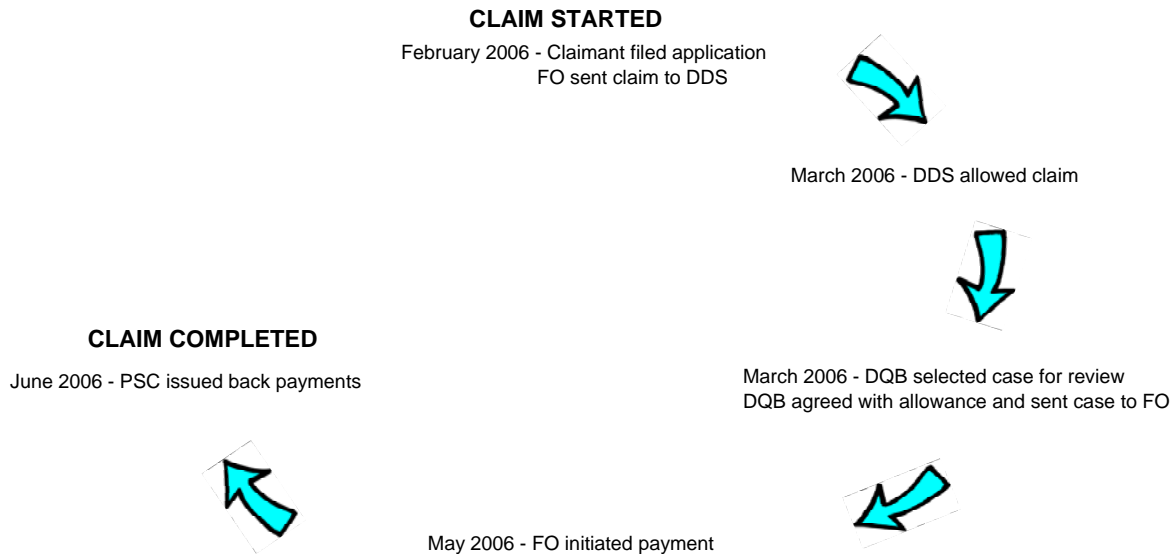 CLAIM STARTED
February 2006 - Claimant filed application
FO sent claim to DDS
March 2006 - DDS allowed claim
March 2006 - DQB selected case for review
DQB agreed with allowance and sent case to FO
May 2006 - FO initiated payment
CLAIM COMPLETED
June 2006 - PSC issued back payments